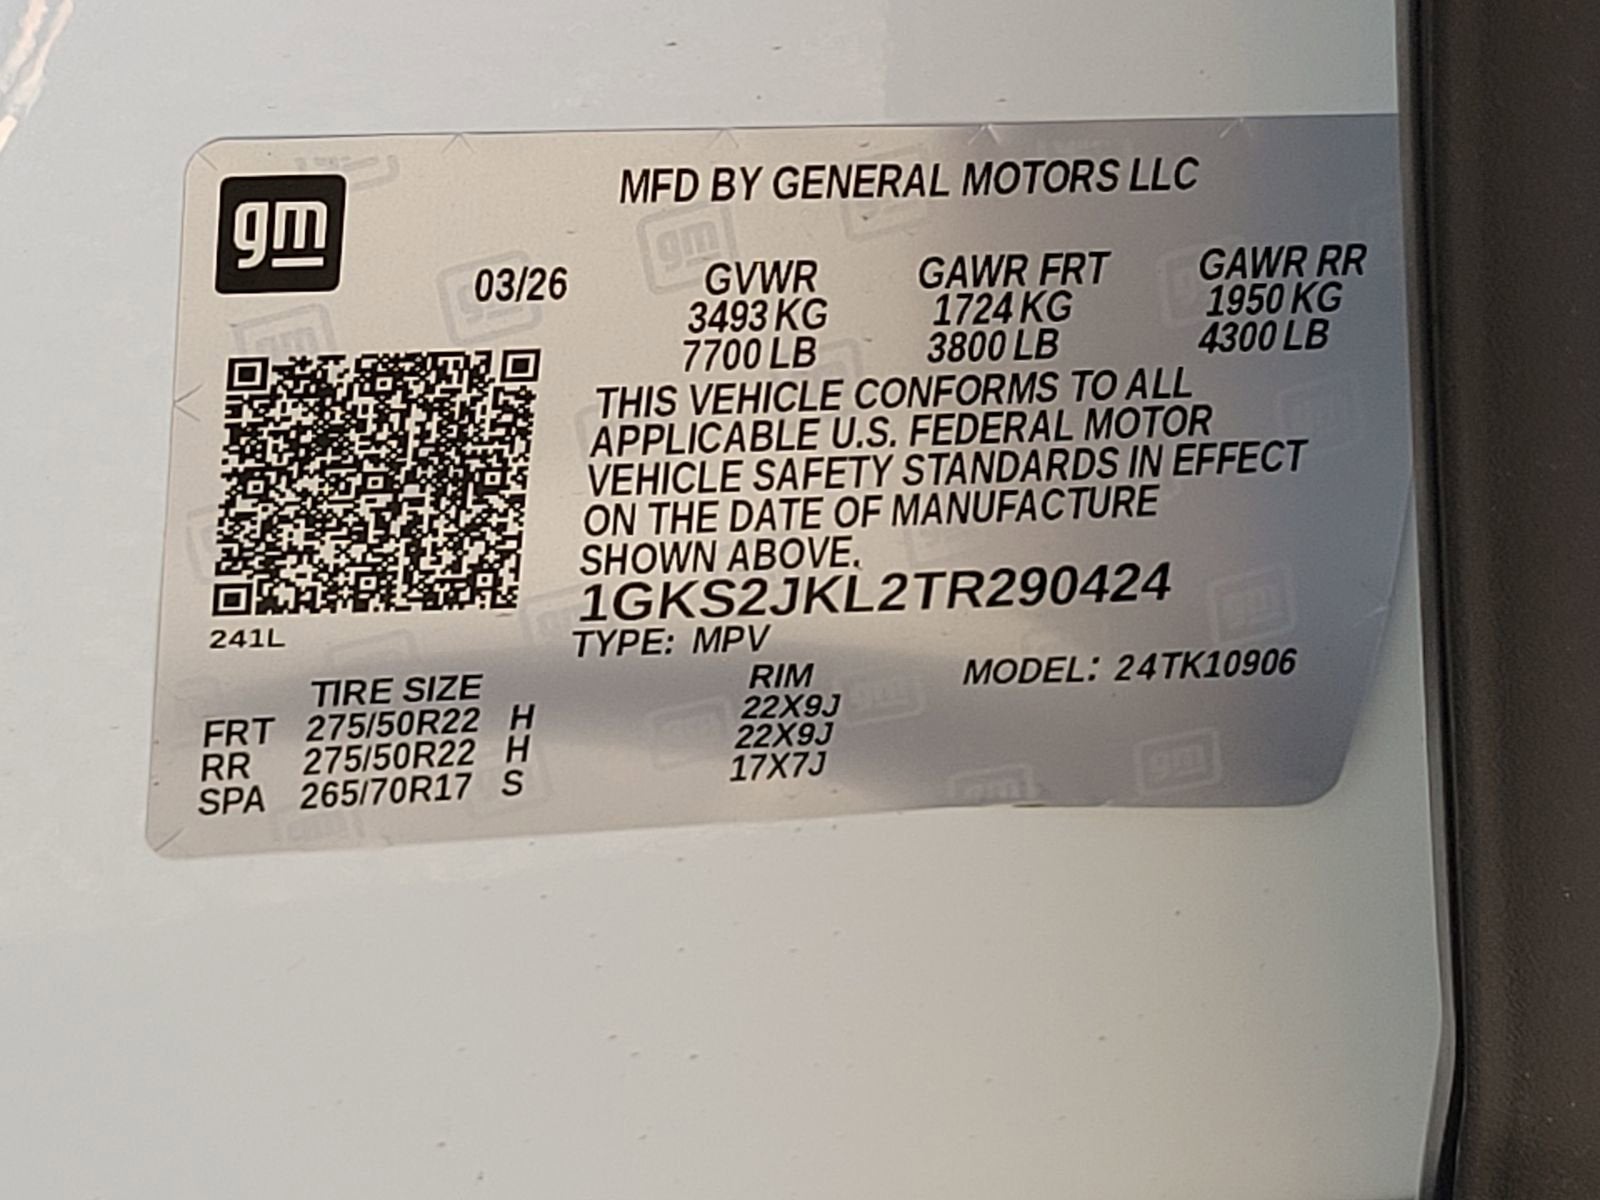 gm
MFD BY GENERAL MOTORS LLC
03/26 GVWR GAWR FRT GAWR RR
3493 KG 1724 KG 1950 KG
7700 LB 3800 LB 4300 LB
THIS VEHICLE CONFORMS TO ALL
APPLICABLE U.S. FEDERAL MOTOR
VEHICLE SAFETY STANDARDS IN EFFECT
ON THE DATE OF MANUFACTURE
SHOWN ABOVE.
1GKS2JKL2TR290424
241L
TYPE: MPV
MODEL: 24TK10906
TIRE SIZE RIM
FRT 275/50R22 H 22X9J
RR 275/50R22 H 22X9J
SPA 265/70R17 S 17X7J